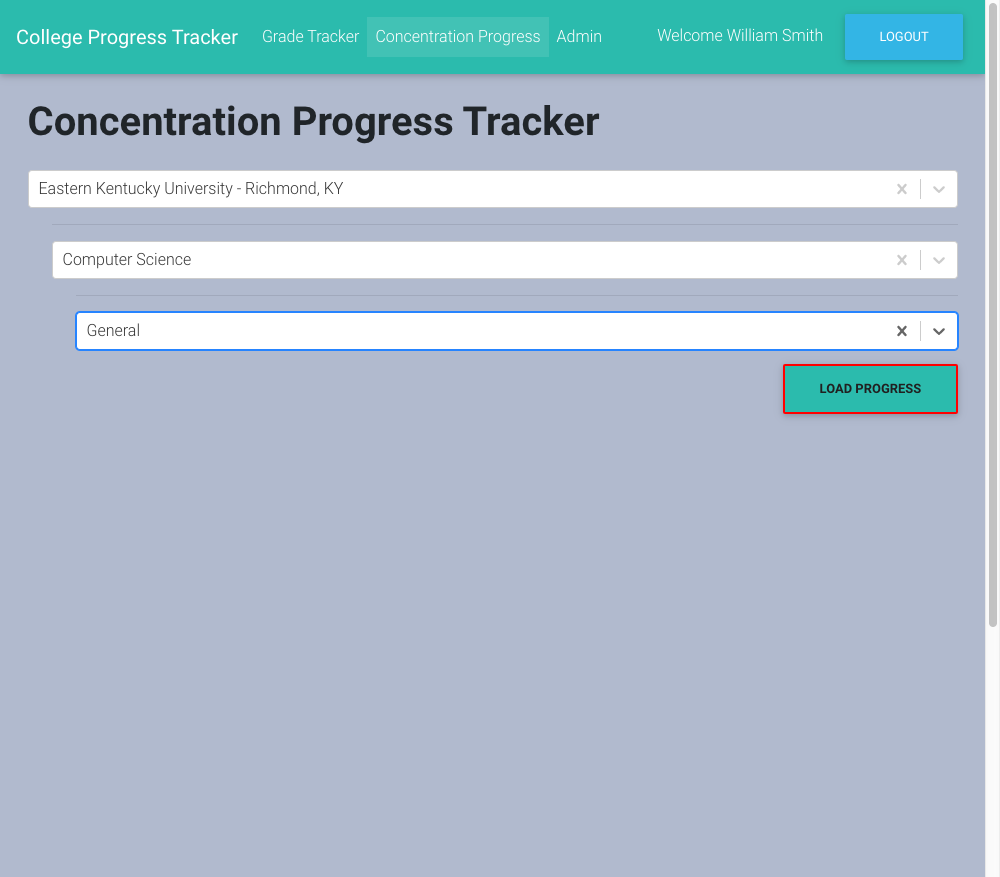 College Progress Tracker Grade Tracker Concentration Progress Admin Welcome William Smith LOGOUT
Concentration Progress Tracker
Eastern Kentucky University - Richmond, KY
Computer Science
General
LOAD PROGRESS